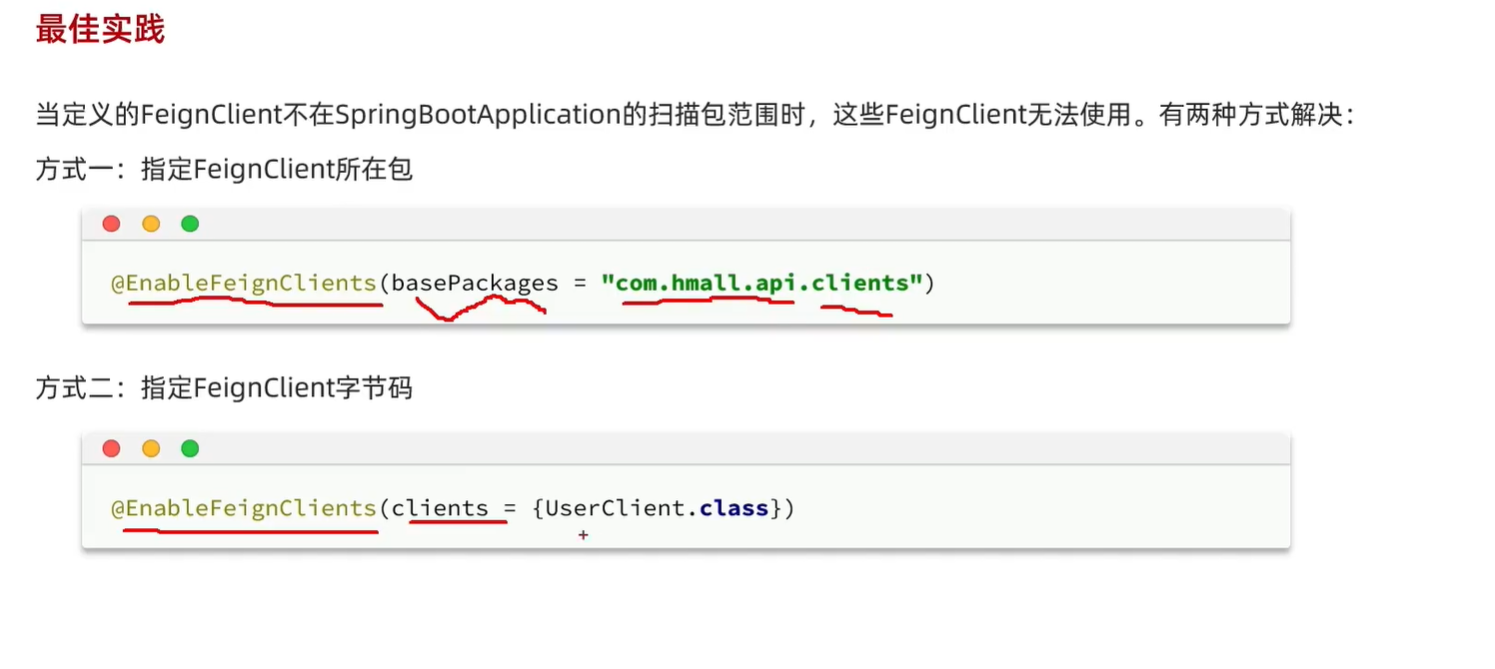 最佳实践
当定义的FeignClient不在SpringBootApplication的扫描包范围时，这些FeignClient无法使用。有两种方式解决：
方式一：指定FeignClient所在包
@EnableFeignClients(basePackages = "com.hmall.api.clients")
方式二：指定FeignClient字节码
@EnableFeignClients(clients = {UserClient.class})